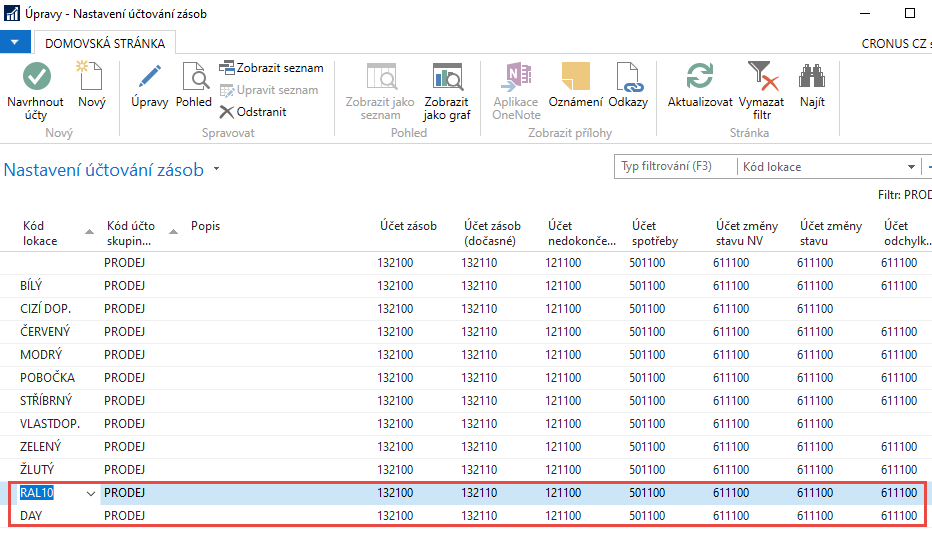 Úpravy - Nastavení účtování zásob
DOMOVSKÁ STRÁNKA
CRONUS CZ s
Navrhnout účty
Nový
Úpravy
Pohled
Zobrazit seznam
Upravit seznam
Odstranit
Zobrazit jako seznam
Zobrazit jako graf
Aplikace OneNote
Oznámení
Odkazy
Aktualizovat
Vymazat filtr
Najít
Nový
Spravovat
Pohled
Zobrazit přílohy
Stránka
Nastavení účtování zásob
Typ filtrování (F3)
Kód lokace
Filtr: PROD
Kód lokace Kód účto skupin... Popis Účet zásob Účet zásob (dočasné) Účet nedokonče... Účet spotřeby Účet změny stavu NV Účet změny stavu Účet odchylk...
PRODEJ 132100 132110 121100 501100 611100 611100 611100
BÍLÝ PRODEJ 132100 132110 121100 501100 611100 611100 611100
CIZÍ DOP. PRODEJ 132100 132110 121100 501100 611100 611100
ČERVENÝ PRODEJ 132100 132110 121100 501100 611100 611100 611100
MODRÝ PRODEJ 132100 132110 121100 501100 611100 611100 611100
POBOČKA PRODEJ 132100 132110 121100 501100 611100 611100 611100
STŘÍBRNÝ PRODEJ 132100 132110 121100 501100 611100 611100 611100
VLASTDOP. PRODEJ 132100 132110 121100 501100 611100 611100
ZELENÝ PRODEJ 132100 132110 121100 501100 611100 611100 611100
ŽLUTÝ PRODEJ 132100 132110 121100 501100 611100 611100 611100
RAL10 PRODEJ 132100 132110 121100 501100 611100 611100 611100
DAY PRODEJ 132100 132110 121100 501100 611100 611100 611100